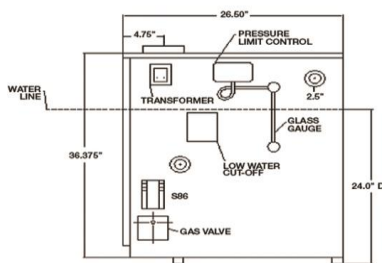 26.50"
4.75"
PRESSURE
LIMIT CONTROL
WATER
LINE
TRANSFORMER
2.5"
GLASS
GAUGE
LOW WATER
CUT-OFF
36.375"
24.0" D
S86
GAS VALVE